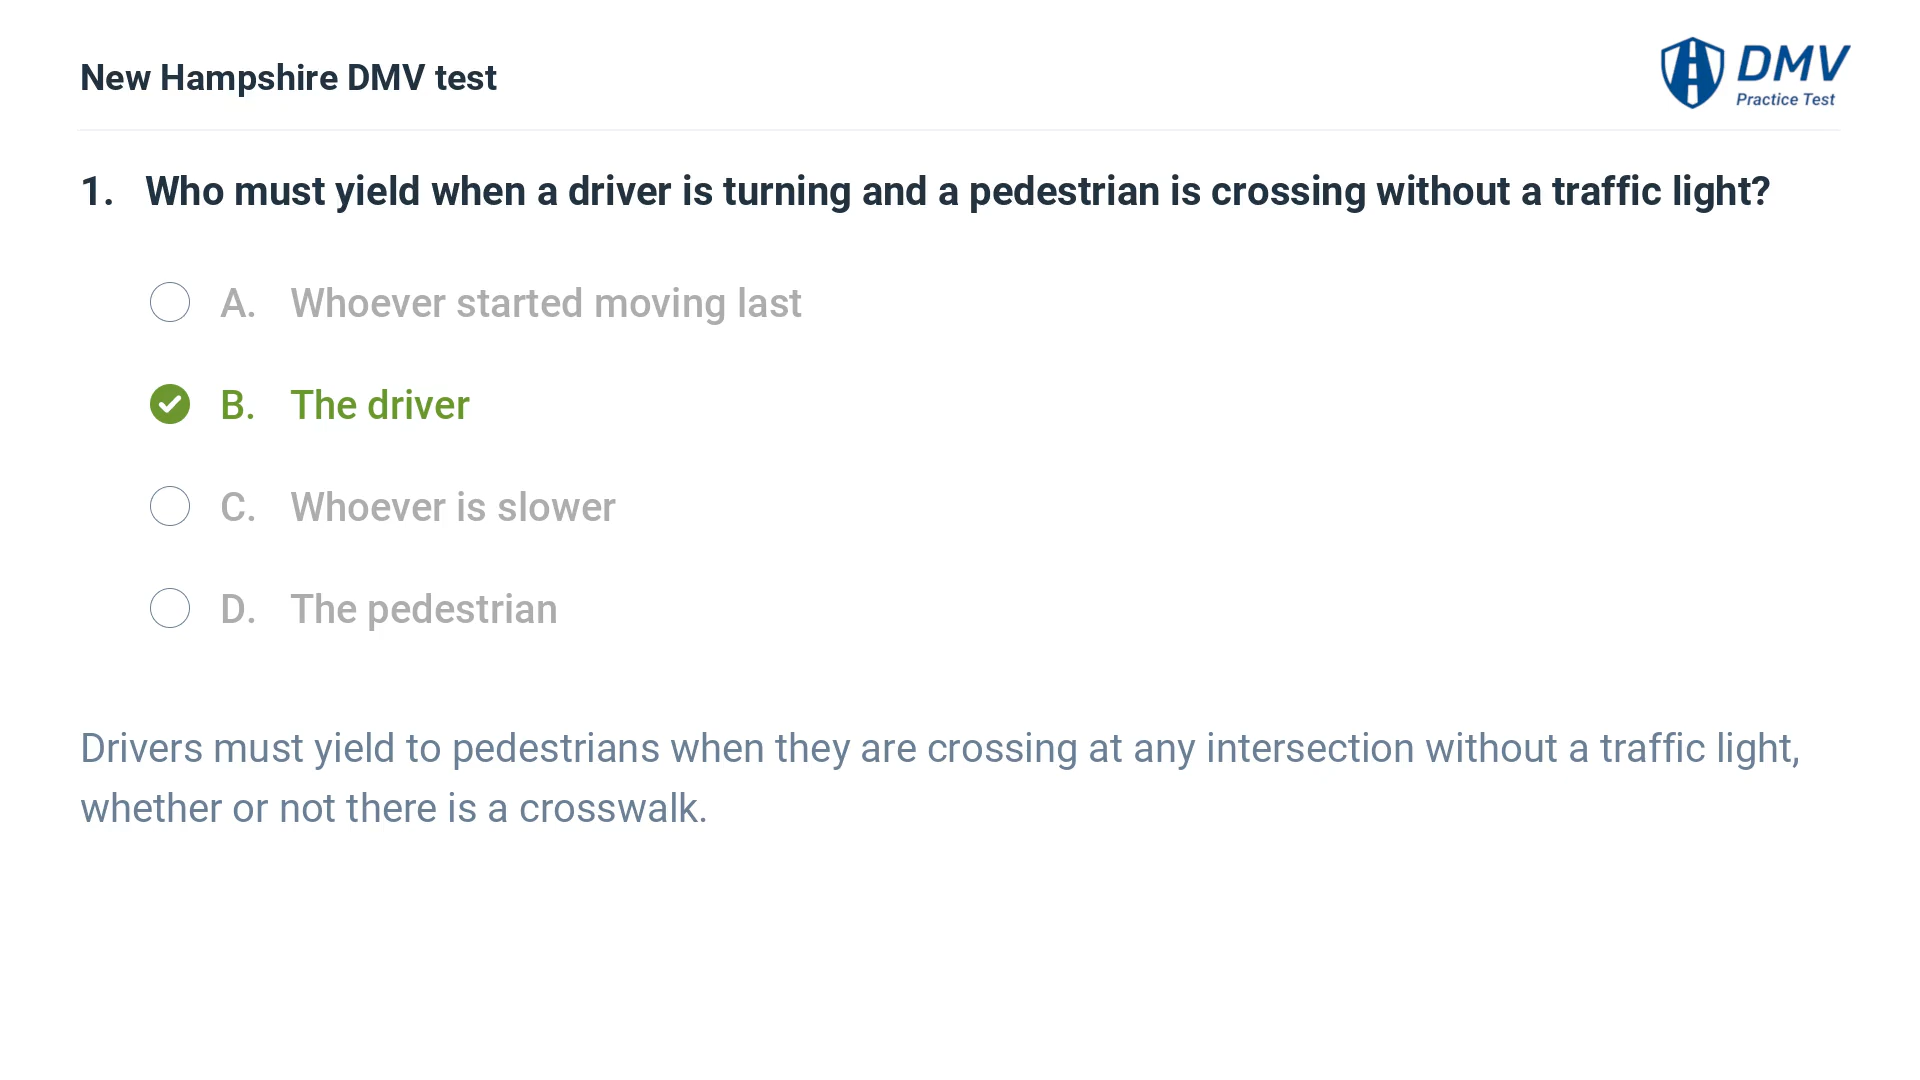 New Hampshire DMV test
DMV
Practice Test
1. Who must yield when a driver is turning and a pedestrian is crossing without a traffic light?
A. Whoever started moving last
B. The driver
C. Whoever is slower
D. The pedestrian
Drivers must yield to pedestrians when they are crossing at any intersection without a traffic light,
whether or not there is a crosswalk.